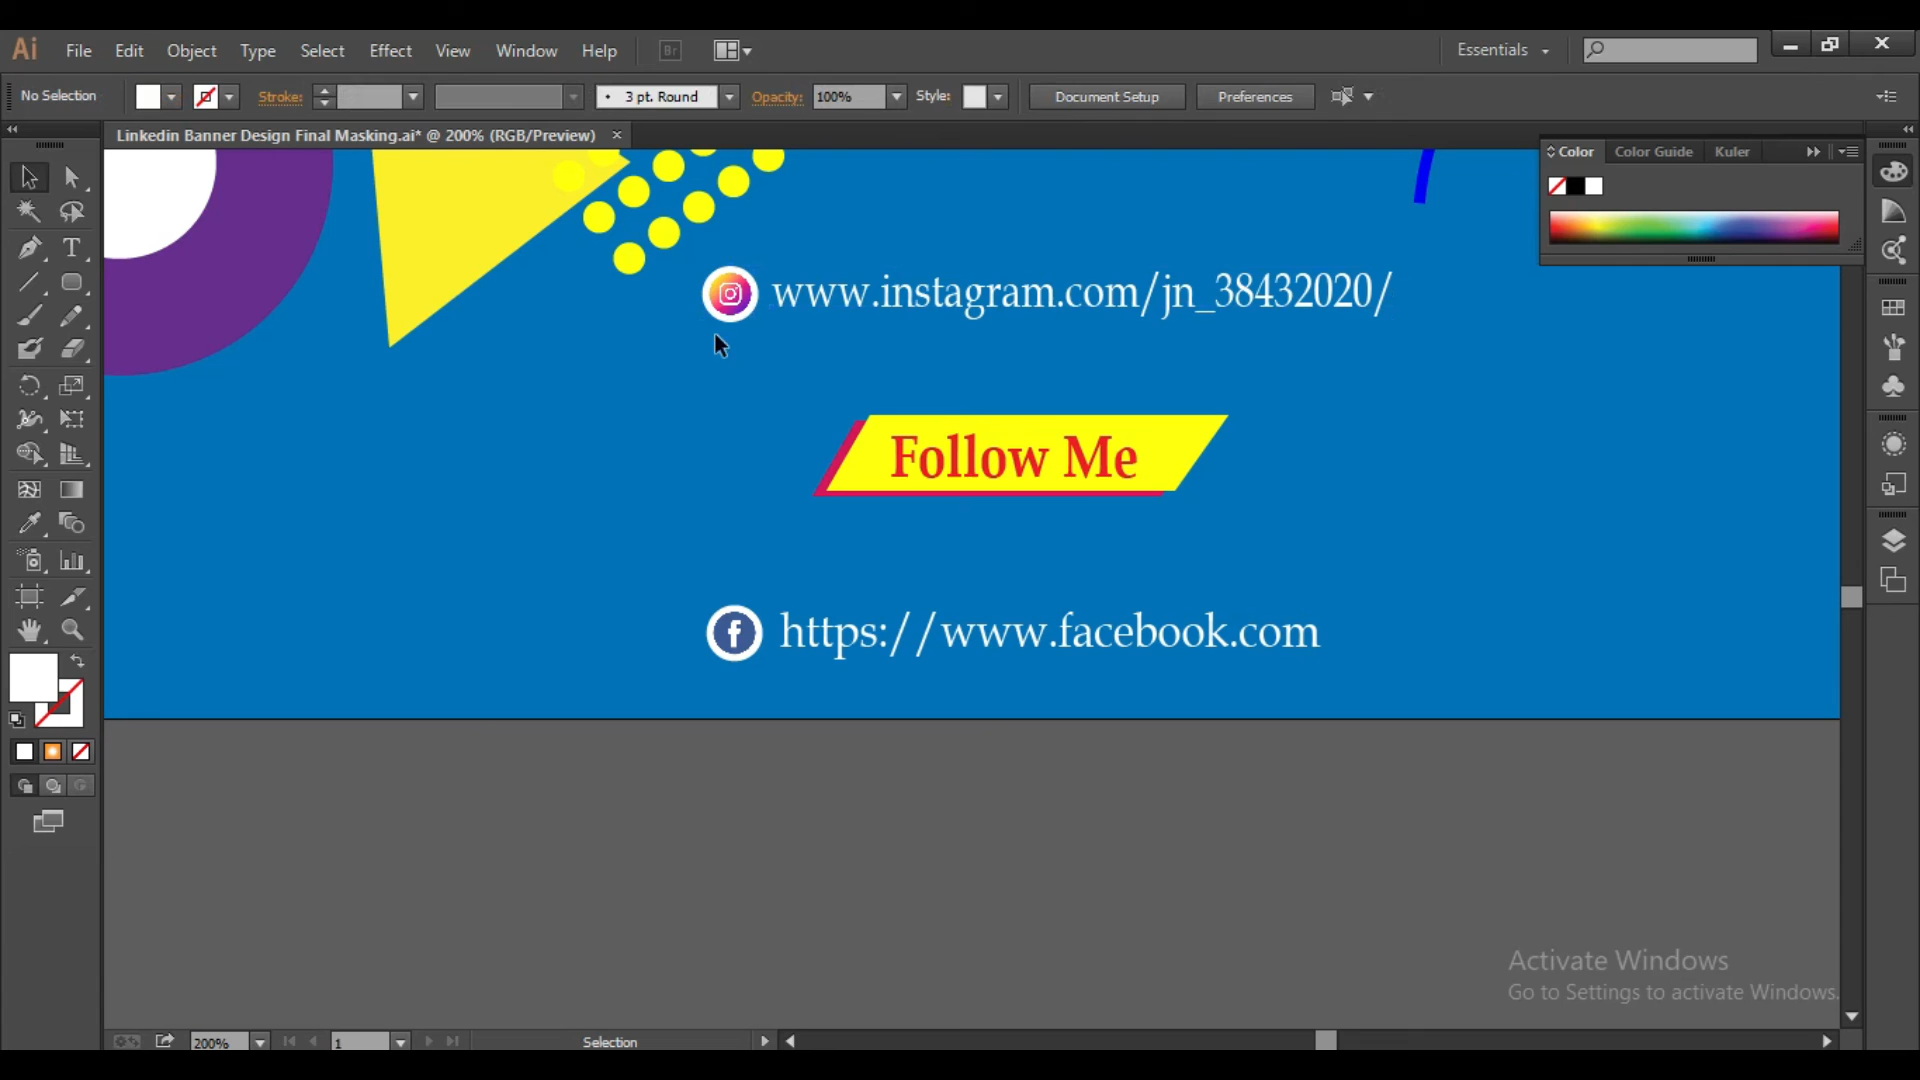 Ai File Edit Object Type Select Effect View Window Help Br Essentials
No Selection Stroke: 3 pt. Round Opacity: 100% Style: Document Setup Preferences
Linkedin Banner Design Final Masking.ai* @ 200% (RGB/Preview)
Color Color Guide Kuler
www.instagram.com/jn_38432020/
Follow Me
https://www.facebook.com
Activate Windows
Go to Settings to activate Windows.
200% 1 Selection